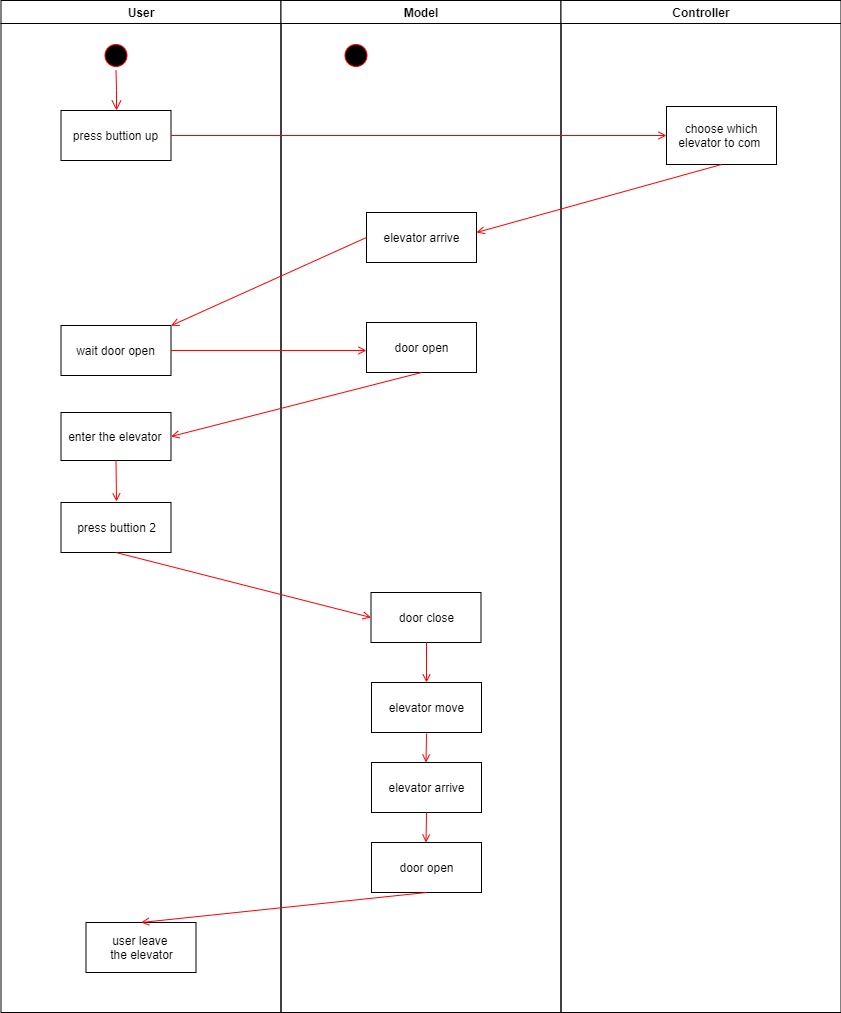 User
Model
Controller
press buttion up
choose which
elevator to com
elevator arrive
wait door open
door open
enter the elevator
press buttion 2
door close
elevator move
elevator arrive
door open
user leave
the elevator